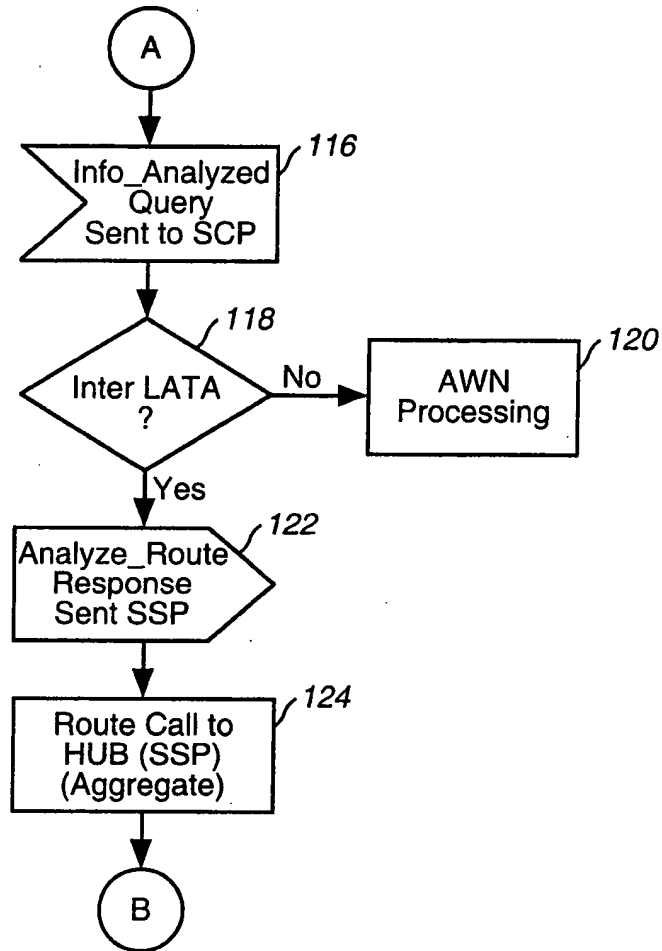 A
Info_Analyzed
Query
Sent to SCP
116
Inter LATA
?
118
No
AWN
Processing
120
Yes
Analyze_Route
Response
Sent SSP
122
Route Call to
HUB (SSP)
(Aggregate)
124
B